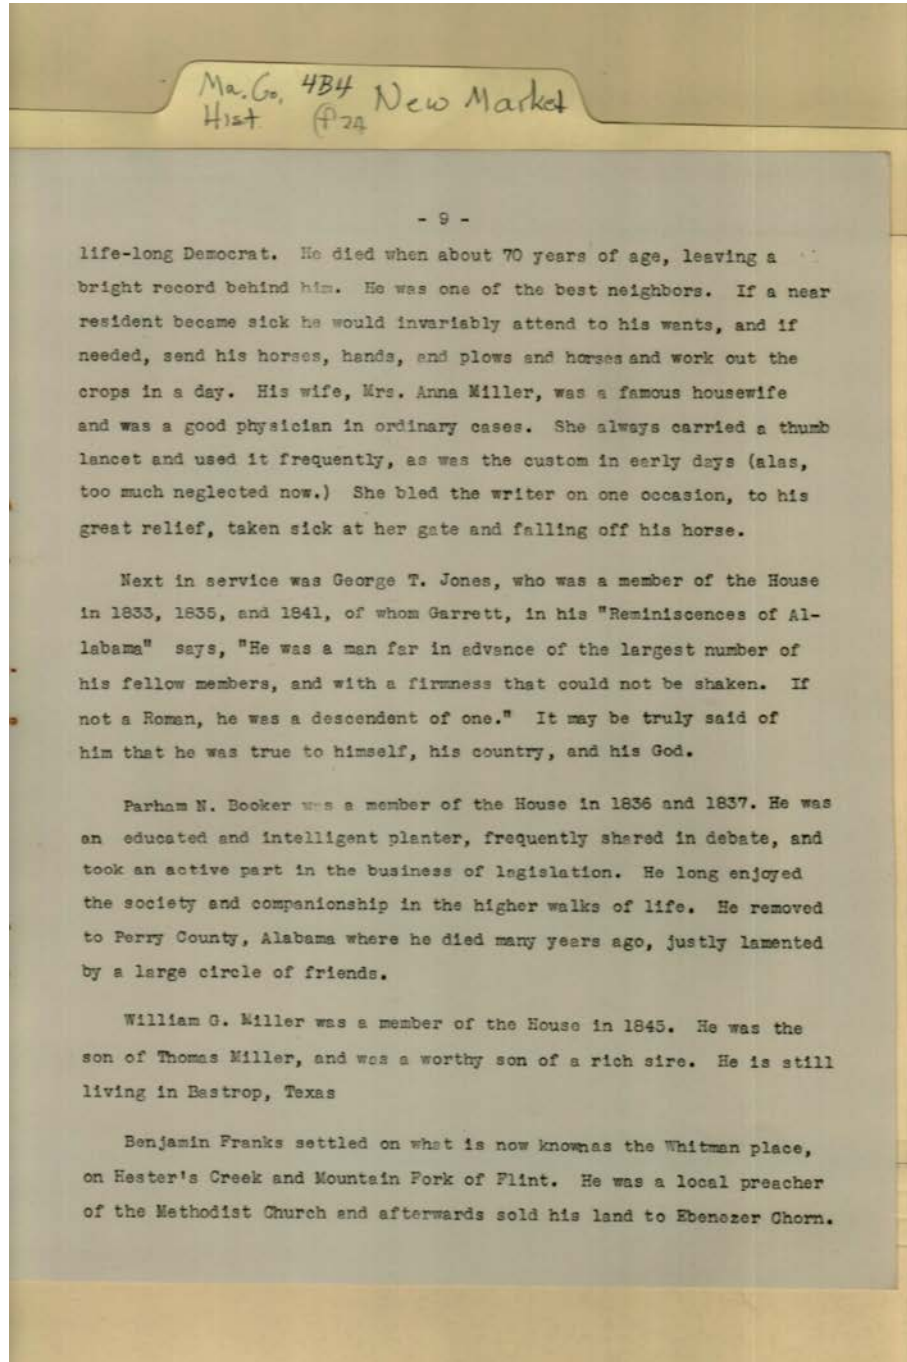 Ma. Co. 4B4 New Market
Hist f24
- 9 -
life-long Democrat. He died when about 70 years of age, leaving a
bright record behind him. He was one of the best neighbors. If a near
resident became sick he would invariably attend to his wants, and if
needed, send his horses, hands, and plows and horses and work out the
crops in a day. His wife, Mrs. Anna Miller, was a famous housewife
and was a good physician in ordinary cases. She always carried a thumb
lancet and used it frequently, as was the custom in early days (alas,
too much neglected now.) She bled the writer on one occasion, to his
great relief, taken sick at her gate and falling off his horse.
Next in service was George T. Jones, who was a member of the House
in 1833, 1835, and 1841, of whom Garrett, in his "Reminiscences of Al-
labama" says, "He was a man far in advance of the largest number of
his fellow members, and with a firmness that could not be shaken. If
not a Roman, he was a descendent of one." It may be truly said of
him that he was true to himself, his country, and his God.
Parham N. Booker was a member of the House in 1836 and 1837. He was
an educated and intelligent planter, frequently shared in debate, and
took an active part in the business of legislation. He long enjoyed
the society and companionship in the higher walks of life. He removed
to Perry County, Alabama where he died many years ago, justly lamented
by a large circle of friends.
William G. Miller was a member of the House in 1845. He was the
son of Thomas Miller, and was a worthy son of a rich sire. He is still
living in Bastrop, Texas
Benjamin Franks settled on what is now knownas the Whitman place,
on Hester's Creek and Mountain Fork of Flint. He was a local preacher
of the Methodist Church and afterwards sold his land to Ebenezer Chorn.